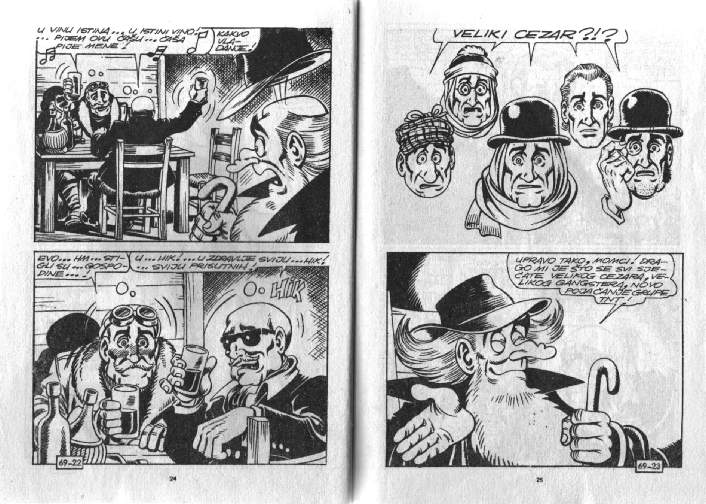 U VINU ISTINA... U ISTINI VINO!
... PIJEM OVU ČAŠU... ČAŠA
PIJE MENE!
KAKVO
VLA-
DANJE!
EVO... HM... STI-
GLI SU... GOSPO-
DINE...!
U... HIK!... U ZDRAVLJE SVIJU... HIK!
... SVIJU PRISUTNIH.
HIK
69-22
24
VELIKI CEZAR?!?
UPRAVO TAKO, MOMCI! DRA-
GO MI JE ŠTO SE SVI SJE-
ĆATE VELIKOG CEZARA, VE-
LIKOG GANGSTERA, NOVO
POJAČANJE GRUPE
TNT.
69-23
25